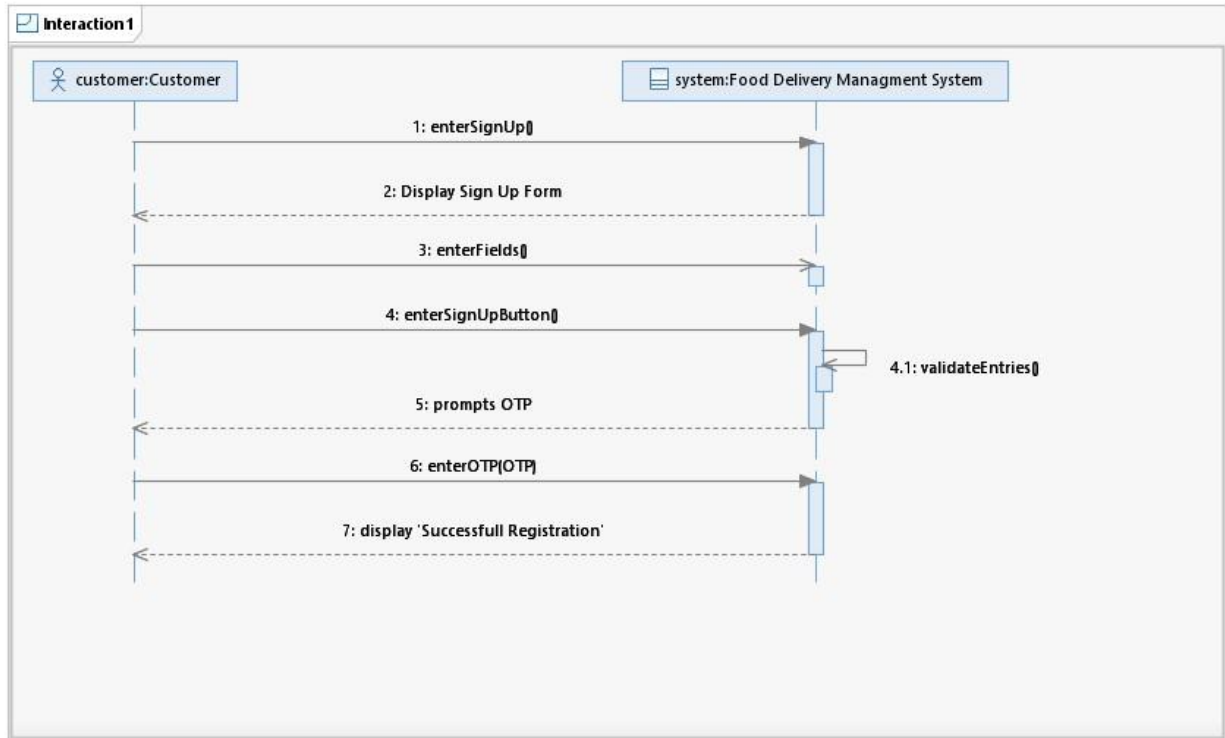 Interaction1
customer:Customer
system:Food Delivery Managment System
1: enterSignUp()
2: Display Sign Up Form
3: enterFields()
4: enterSignUpButton()
4.1: validateEntries()
5: prompts OTP
6: enterOTP(OTP)
7: display 'Successfull Registration'